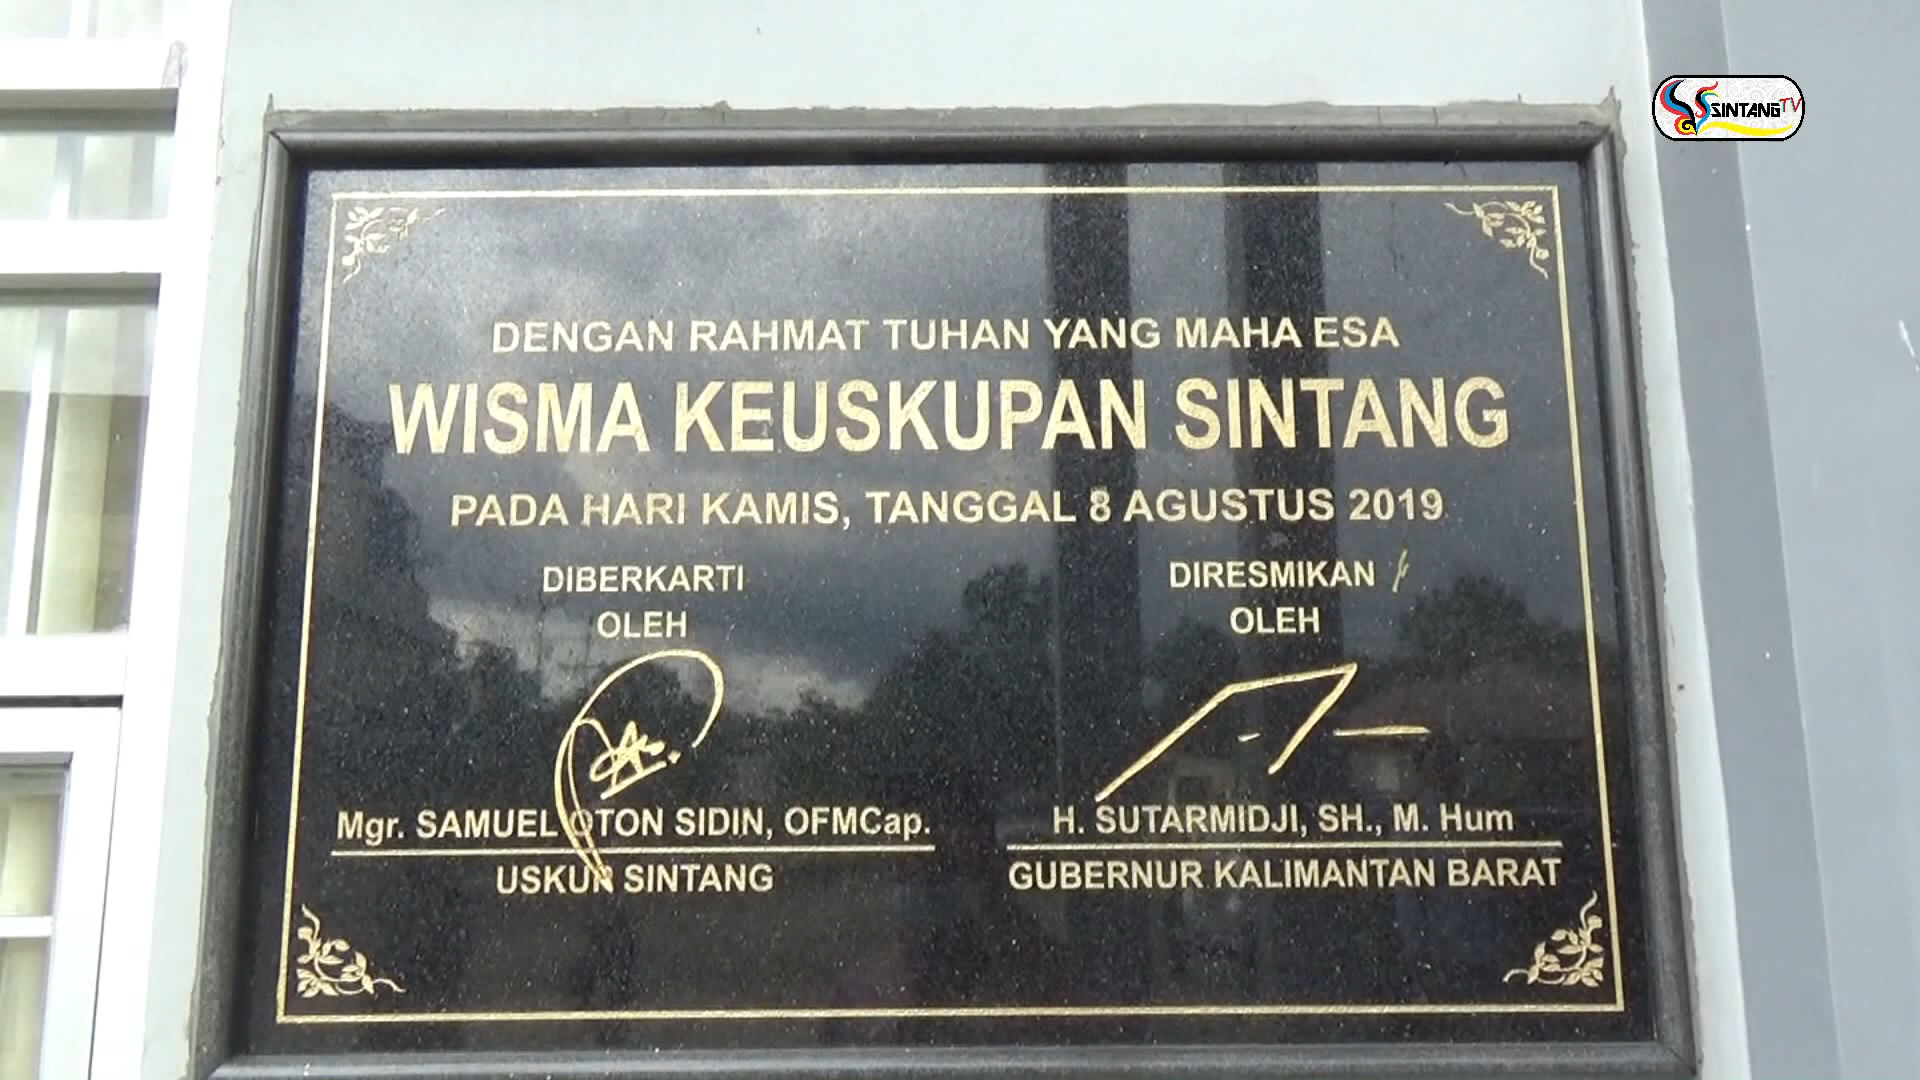 SINTANG TV
DENGAN RAHMAT TUHAN YANG MAHA ESA
WISMA KEUSKUPAN SINTANG
PADA HARI KAMIS, TANGGAL 8 AGUSTUS 2019
DIBERKARTI
OLEH
Mgr. SAMUEL OTON SIDIN, OFMCap.
USKUP SINTANG
DIRESMIKAN
OLEH
H. SUTARMIDJI, SH., M. Hum
GUBERNUR KALIMANTAN BARAT